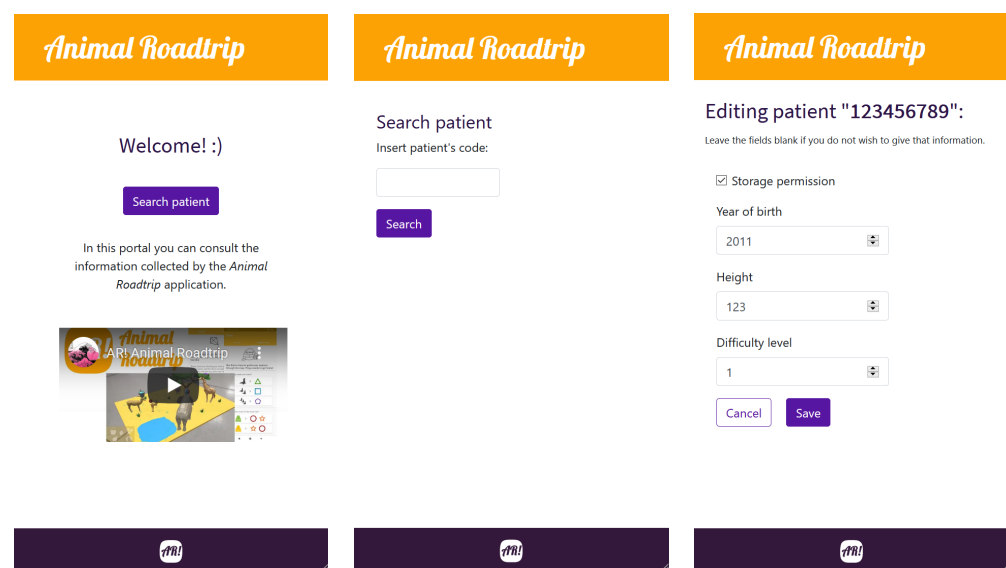 Animal Roadtrip
Welcome! :)
Search patient
In this portal you can consult the
information collected by the Animal
Roadtrip application.
AR! Animal Roadtrip
Animal
Roadtrip
AR!
Animal Roadtrip
Search patient
Insert patient's code:
Search
AR!
Animal Roadtrip
Editing patient "123456789":
Leave the fields blank if you do not wish to give that information.
Storage permission
Year of birth
2011
Height
123
Difficulty level
1
Cancel
Save
AR!